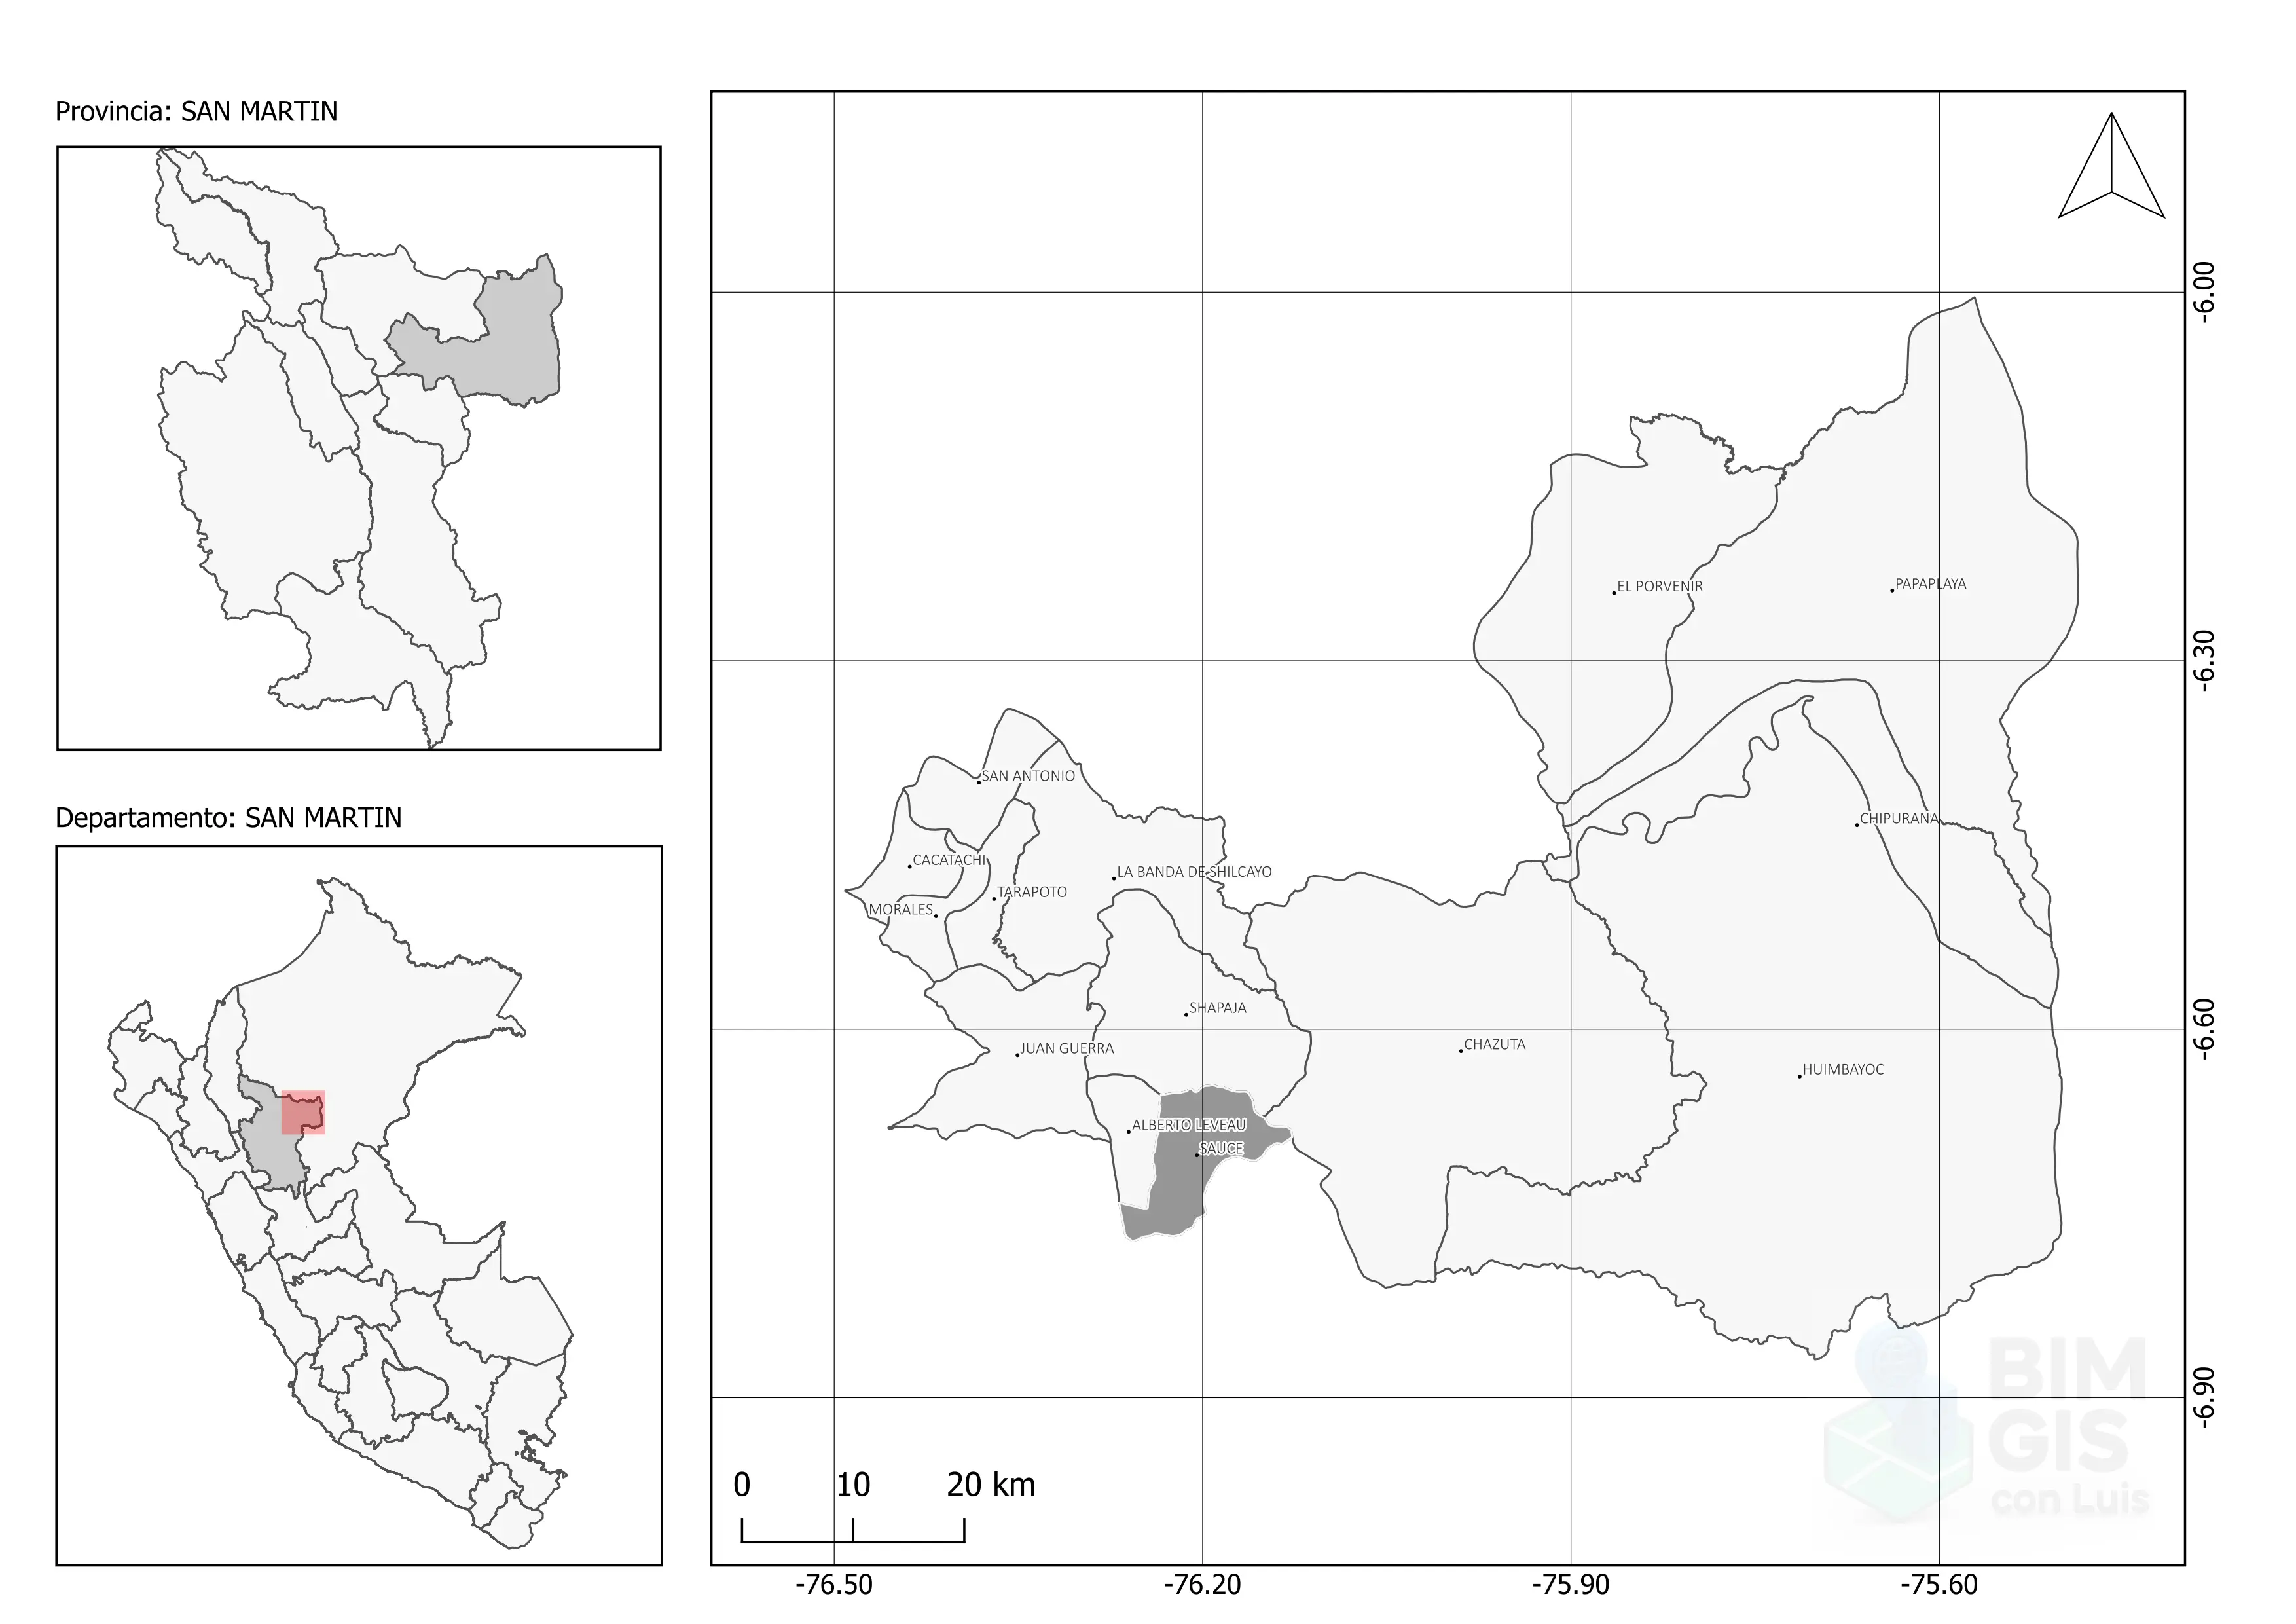 Provincia: SAN MARTIN
Departamento: SAN MARTIN
-6.00
EL PORVENIR
PAPAPLAYA
-6.30
SAN ANTONIO
CHIPURANA
CACATACHI
LA BANDA DE SHILCAYO
TARAPOTO
MORALES
SHAPAJA
-6.60
JUAN GUERRA
CHAZUTA
HUIMBAYOC
ALBERTO LEVEAU
SAUCE
-6.90
BIM
GIS
con Luis
0 10 20 km
-76.50 -76.20 -75.90 -75.60